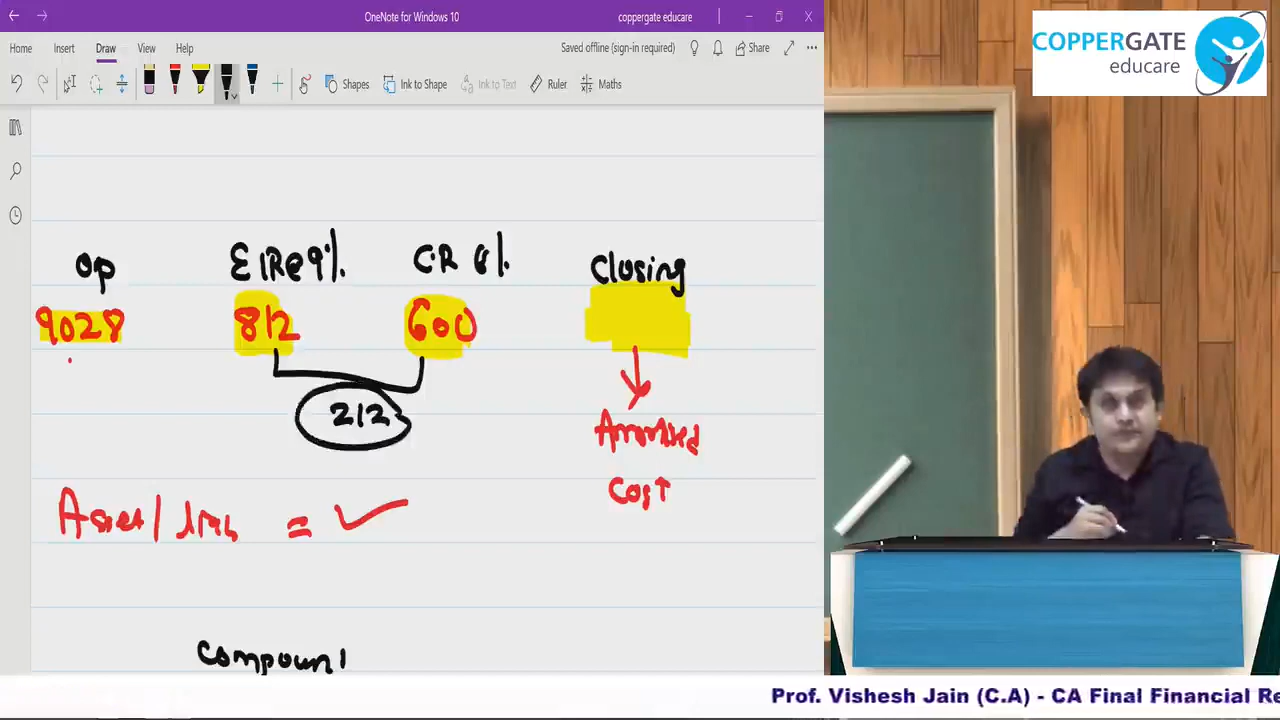 OneNote for Windows 10
coppergate educare
Home Insert Draw View Help
Saved offline (sign-in required)
Share
Shapes
Ink to Shape
Ink to Text
Ruler
Maths
COPPERGATE
educare
Op EIR@9% CR 6% Closing
9028 812 600
212
Amortised
Cost
Asset/ =
Compoun
Prof. Vishesh Jain (C.A) - CA Final Financial Re